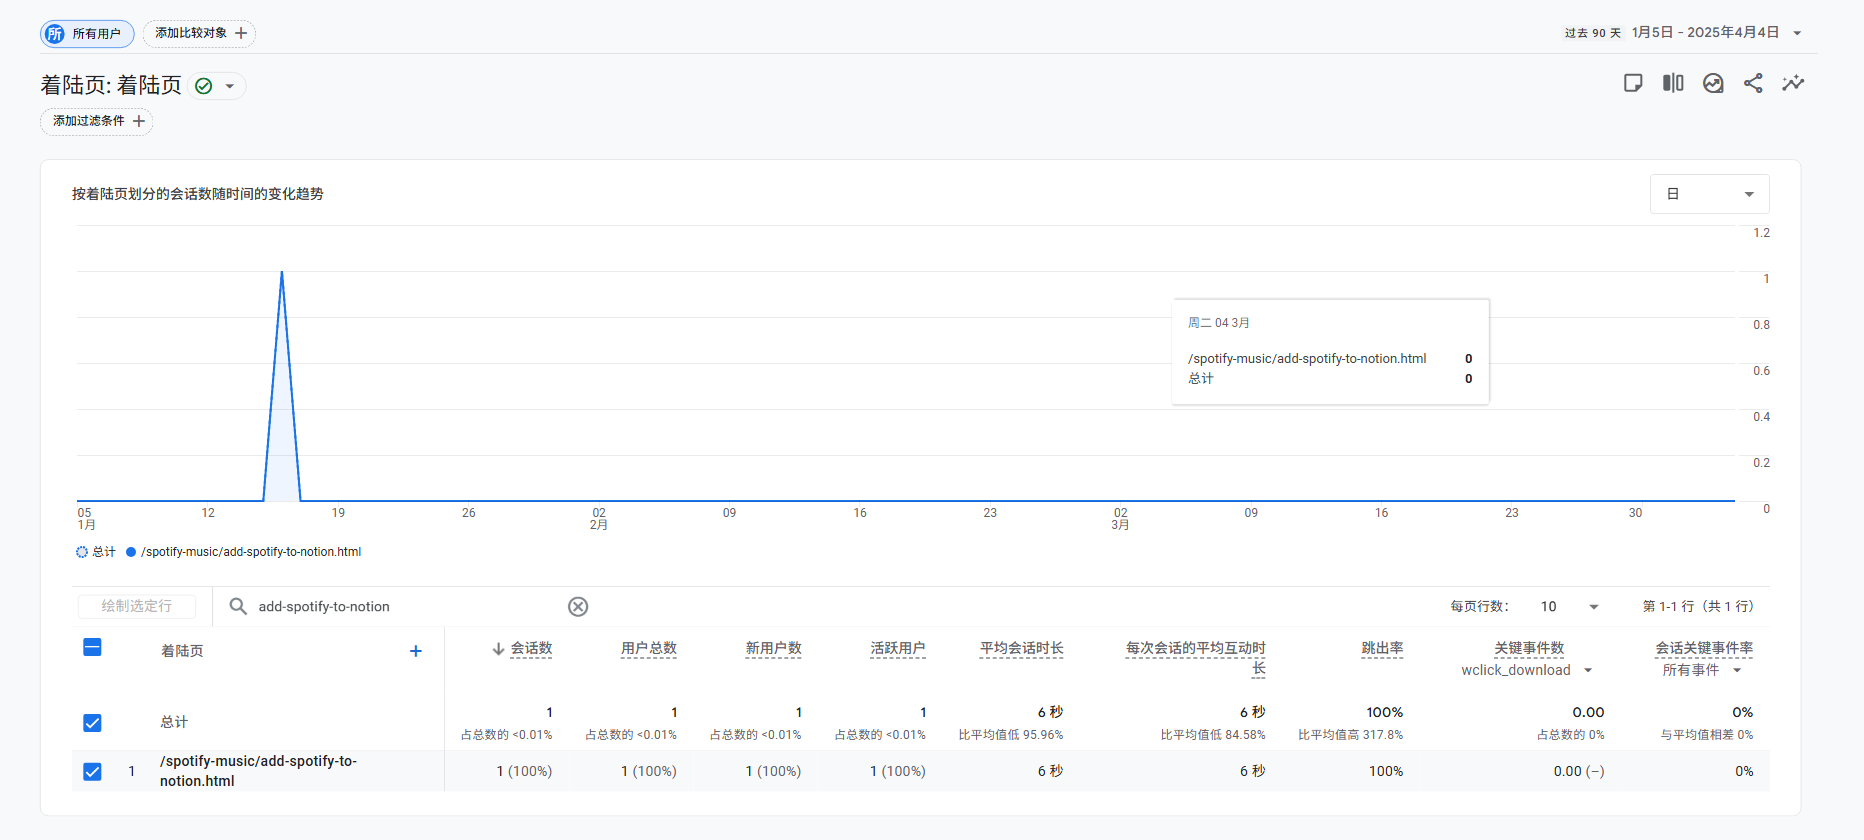 所 所有用户 添加比较对象
过去 90 天 1月5日 - 2025年4月4日
着陆页: 着陆页
添加过滤条件
按着陆页划分的会话数随时间的变化趋势
日
1.2
1
0.8
0.6
0.4
0.2
0
周二 04 3月
/spotify-music/add-spotify-to-notion.html 0
总计 0
05 12 19 26 02 09 16 23 02 09 16 23 30
1月 2月 3月
总计 /spotify-music/add-spotify-to-notion.html
绘制选定行 add-spotify-to-notion 每页行数: 10 第 1-1 行（共 1 行）
着陆页 + 会话数 用户总数 新用户数 活跃用户 平均会话时长 每次会话的平均互动时 跳出率 关键事件数 会话关键事件率
长 wclick_download 所有事件
总计 1 1 1 1 6 秒 6 秒 100% 0.00 0%
占总数的 <0.01% 占总数的 <0.01% 占总数的 <0.01% 占总数的 <0.01% 比平均值低 95.96% 比平均值低 84.58% 比平均值高 317.8% 占总数的 0% 与平均值相差 0%
1 /spotify-music/add-spotify-to- 1 (100%) 1 (100%) 1 (100%) 1 (100%) 6 秒 6 秒 100% 0.00 (–) 0%
notion.html